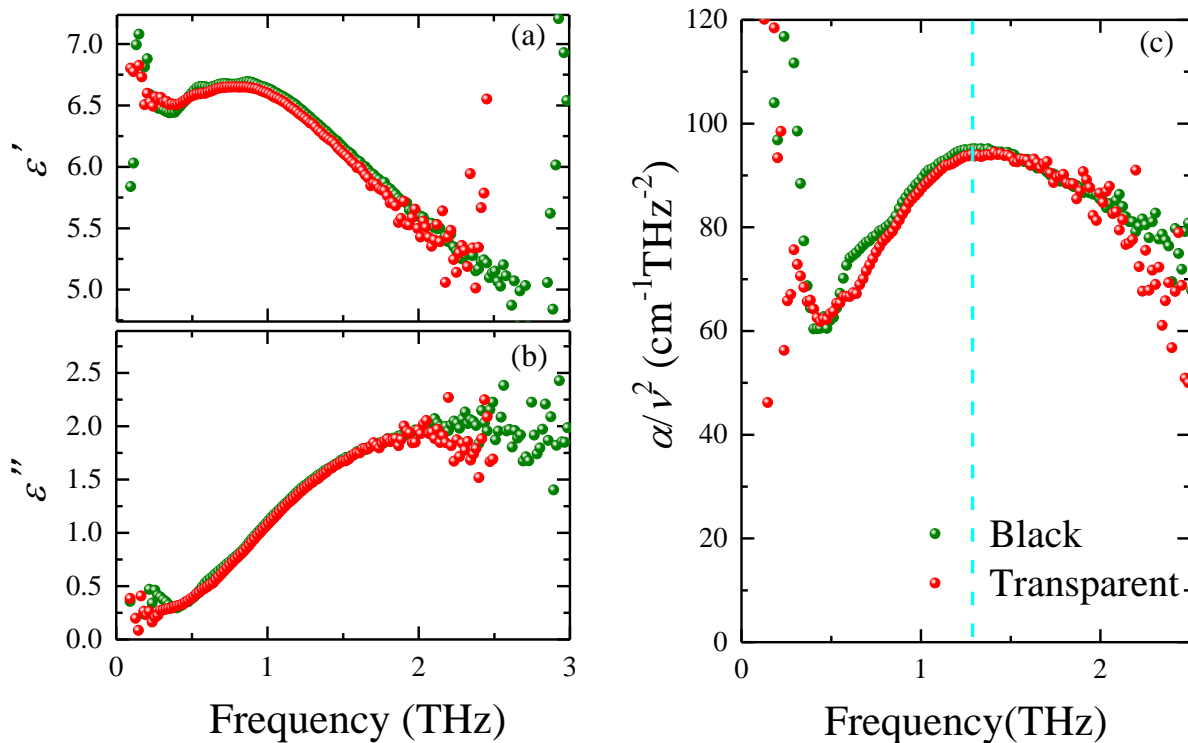 (a)
7.0
6.5
6.0
5.5
5.0
ε′
(b)
2.5
2.0
1.5
1.0
0.5
0.0
ε″
0 1 2 3
Frequency (THz)
(c)
120
100
80
60
40
20
0
α/ν² (cm⁻¹THz⁻²)
Black
Transparent
0 1 2
Frequency(THz)